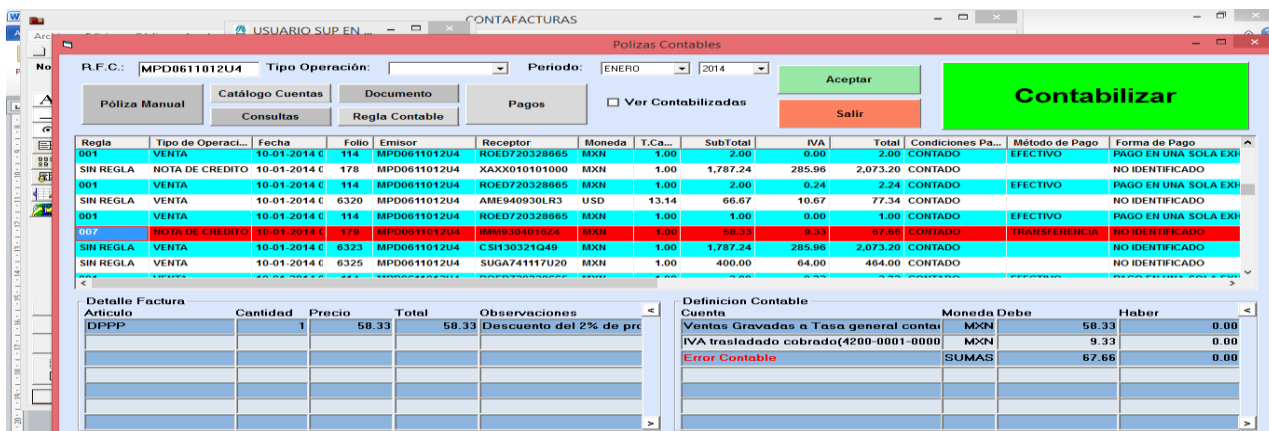 CONTAFACTURAS
USUARIO SUP EN ...
Polizas Contables
R.F.C.: MPD0611012U4 Tipo Operación: Periodo: ENERO 2014
Aceptar
Contabilizar
Póliza Manual Catálogo Cuentas Documento Pagos Ver Contabilizadas
Consultas Regla Contable Salir
Regla Tipo de Operaci... Fecha Folio Emisor Receptor Moneda T.Ca... SubTotal IVA Total Condiciones Pa... Método de Pago Forma de Pago
001 VENTA 10-01-2014 0 114 MPD0611012U4 ROED720328665 MXN 1.00 2.00 0.00 2.00 CONTADO EFECTIVO PAGO EN UNA SOLA EXH
SIN REGLA NOTA DE CREDITO 10-01-2014 0 178 MPD0611012U4 XAXX010101000 MXN 1.00 1,787.24 285.96 2,073.20 CONTADO NO IDENTIFICADO
001 VENTA 10-01-2014 0 114 MPD0611012U4 ROED720328665 MXN 1.00 2.00 0.24 2.24 CONTADO EFECTIVO PAGO EN UNA SOLA EXH
SIN REGLA VENTA 10-01-2014 0 6320 MPD0611012U4 AME940930LR3 USD 13.14 66.67 10.67 77.34 CONTADO NO IDENTIFICADO
001 VENTA 10-01-2014 0 114 MPD0611012U4 ROED720328665 MXN 1.00 1.00 0.00 1.00 CONTADO EFECTIVO PAGO EN UNA SOLA EXH
007 NOTA DE CREDITO 10-01-2014 0 179 MPD0611012U4 IMM9304016Z4 MXN 1.00 58.33 9.33 67.66 CONTADO TRANSFERENCIA NO IDENTIFICADO
SIN REGLA VENTA 10-01-2014 0 6323 MPD0611012U4 CSI130321Q49 MXN 1.00 1,787.24 285.96 2,073.20 CONTADO NO IDENTIFICADO
SIN REGLA VENTA 10-01-2014 0 6325 MPD0611012U4 SUGA741117U20 MXN 1.00 400.00 64.00 464.00 CONTADO NO IDENTIFICADO
Detalle Factura
Articulo Cantidad Precio Total Observaciones
DPPP 1 58.33 58.33 Descuento del 2% de pro
Definicion Contable
Cuenta Moneda Debe Haber
Ventas Gravadas a Tasa general contad MXN 58.33 0.00
IVA trasladado cobrado(4200-0001-0000 MXN 9.33 0.00
Error Contable SUMAS 67.66 0.00